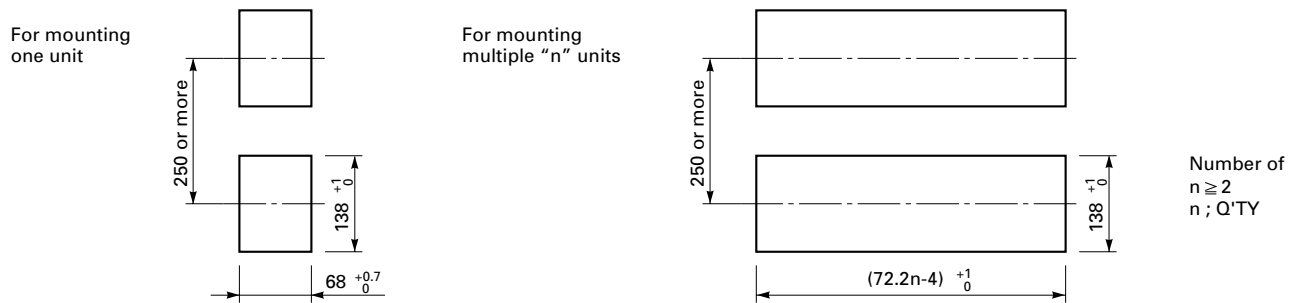 For mounting
one unit
250 or more
138 +1 0
68 +0.7 0
For mounting
multiple “n” units
250 or more
138 +1 0
(72.2n-4) +1 0
Number of
n ≧ 2
n ; Q'TY